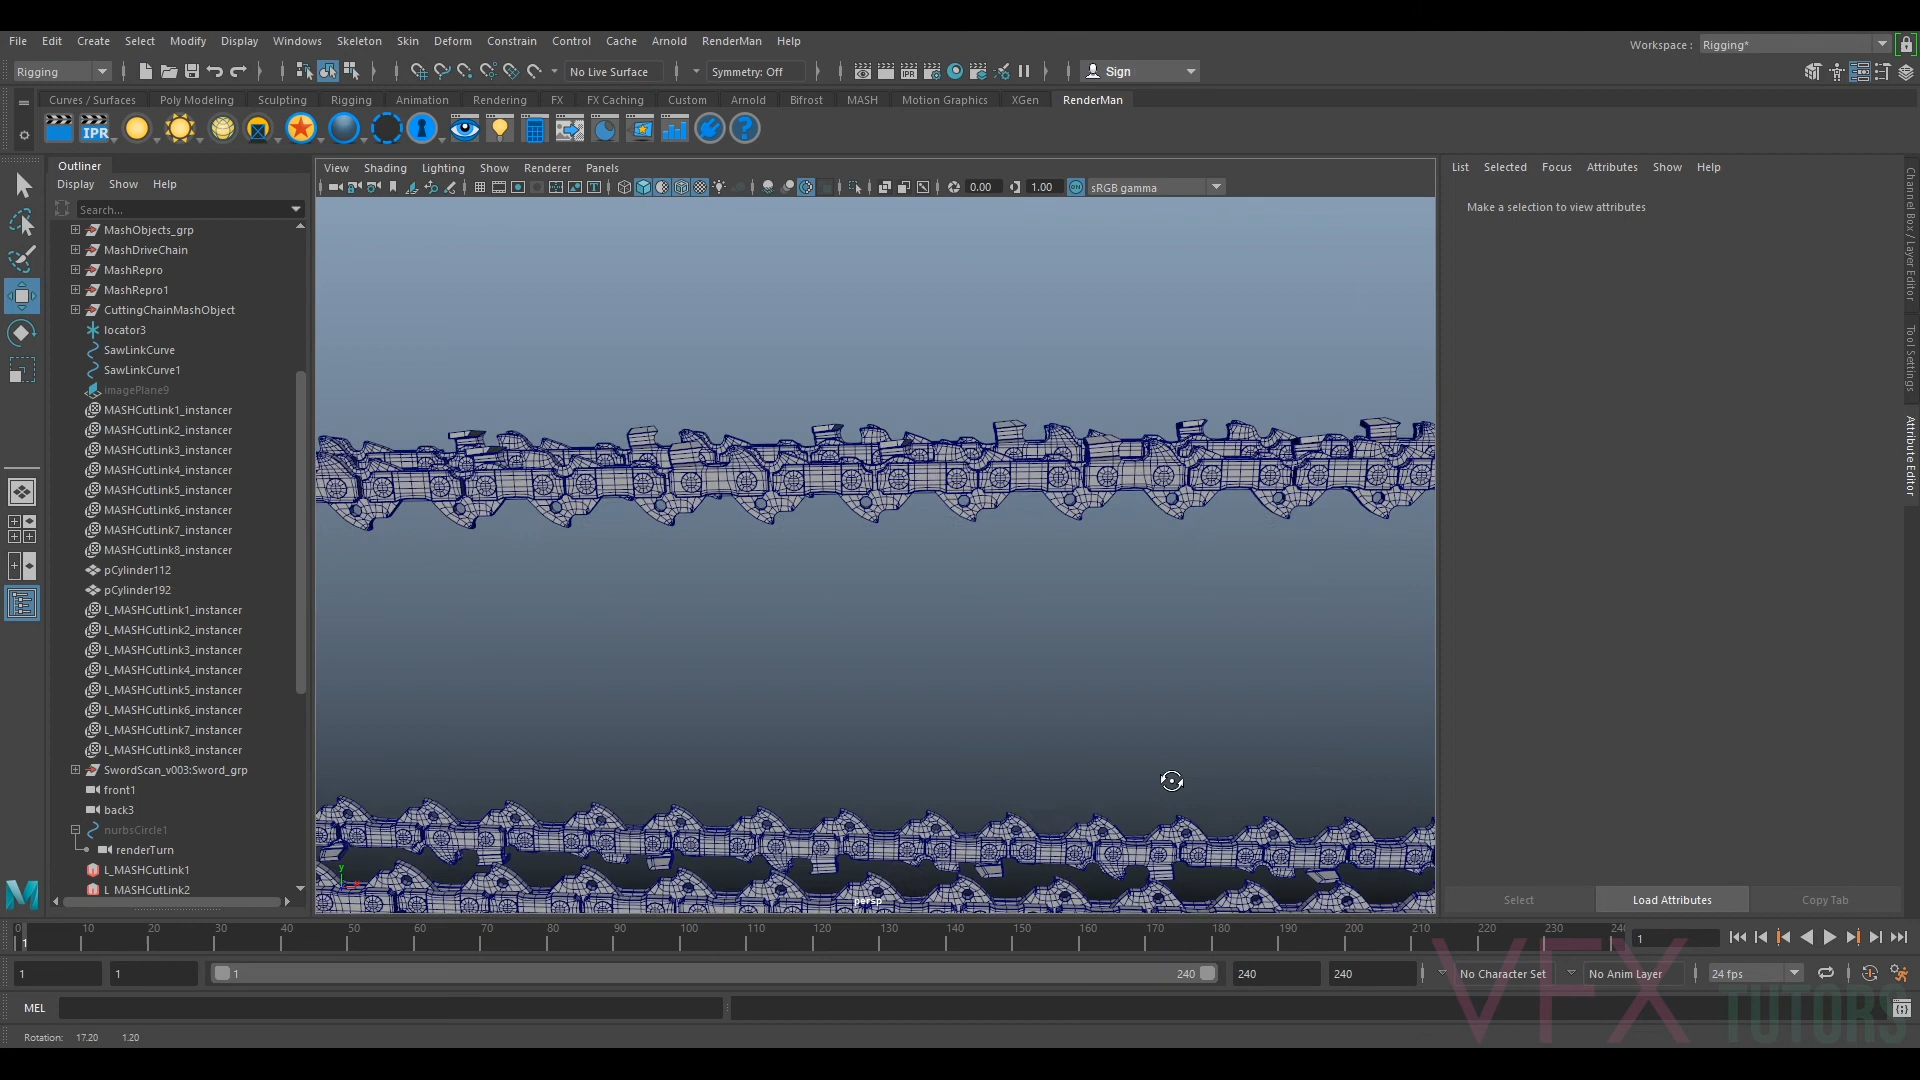 File Edit Create Select Modify Display Windows Skeleton Skin Deform Constrain Control Cache Arnold RenderMan Help
Workspace : Rigging*
Rigging No Live Surface Symmetry: Off Sign
Curves / Surfaces Poly Modeling Sculpting Rigging Animation Rendering FX FX Caching Custom Arnold Bifrost MASH Motion Graphics XGen RenderMan
IPR
Outliner
Display Show Help
Search...
MashObjects_grp
MashDriveChain
MashRepro
MashRepro1
CuttingChainMashObject
locator3
SawLinkCurve
SawLinkCurve1
imagePlane9
MASHCutLink1_instancer
MASHCutLink2_instancer
MASHCutLink3_instancer
MASHCutLink4_instancer
MASHCutLink5_instancer
MASHCutLink6_instancer
MASHCutLink7_instancer
MASHCutLink8_instancer
pCylinder112
pCylinder192
L_MASHCutLink1_instancer
L_MASHCutLink2_instancer
L_MASHCutLink3_instancer
L_MASHCutLink4_instancer
L_MASHCutLink5_instancer
L_MASHCutLink6_instancer
L_MASHCutLink7_instancer
L_MASHCutLink8_instancer
SwordScan_v003:Sword_grp
front1
back3
nurbsCircle1
renderTurn
L_MASHCutLink1
L_MASHCutLink2
View Shading Lighting Show Renderer Panels
0.00 1.00 ON sRGB gamma
y
persp
List Selected Focus Attributes Show Help
Make a selection to view attributes
Select Load Attributes Copy Tab
Channel Box / Layer Editor
Tool Settings
Attribute Editor
0 10 20 30 40 50 60 70 80 90 100 110 120 130 140 150 160 170 180 190 200 210 220 230 240
1 1
1 1 1 240 240 240 No Character Set No Anim Layer 24 fps
MEL
Rotation: 17.20 1.20
VFX TUTORS